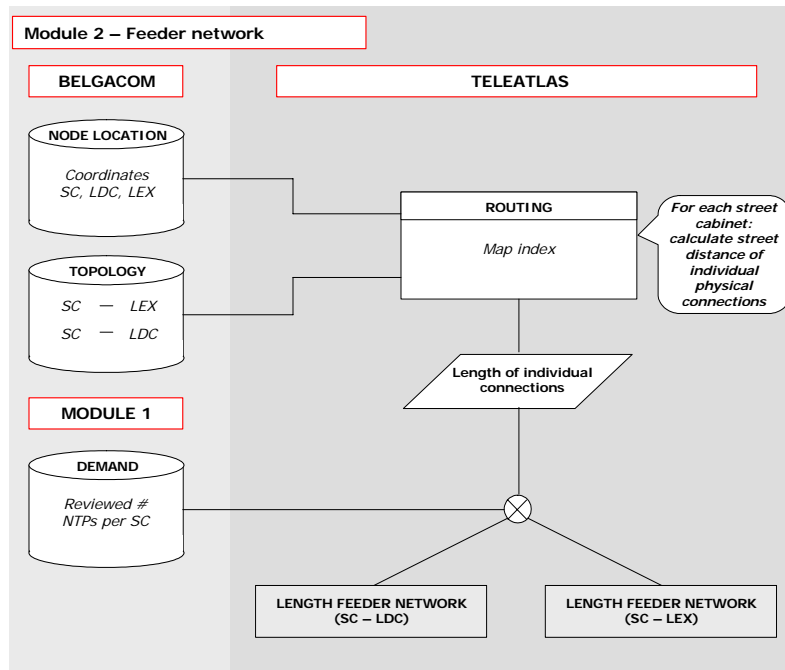 Module 2 – Feeder network
BELGACOM
TELEATLAS
NODE LOCATION
Coordinates
SC, LDC, LEX
ROUTING
Map index
For each street
cabinet:
calculate street
distance of
individual
physical
connections
TOPOLOGY
SC — LEX
SC — LDC
Length of individual
connections
MODULE 1
DEMAND
Reviewed #
NTPs per SC
LENGTH FEEDER NETWORK
(SC – LDC)
LENGTH FEEDER NETWORK
(SC – LEX)